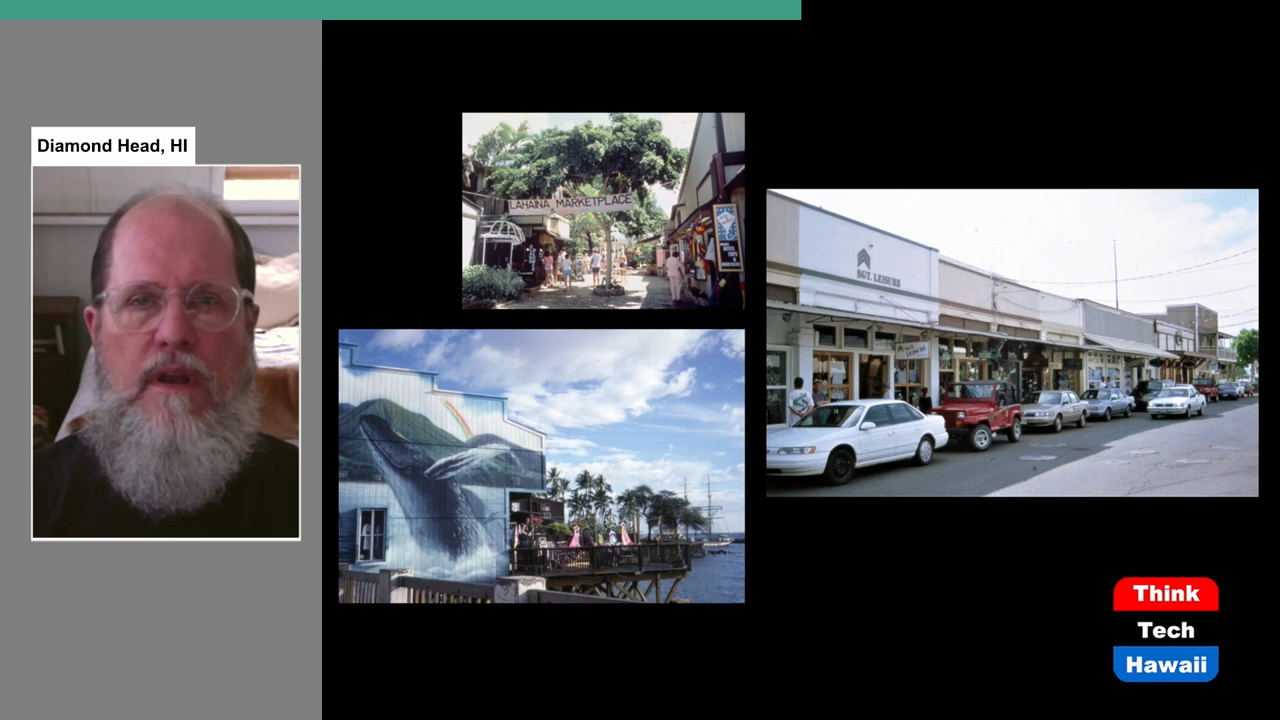 Diamond Head, HI
LAHAINA MARKETPLACE
SGT. LEISURE
Think
Tech
Hawaii